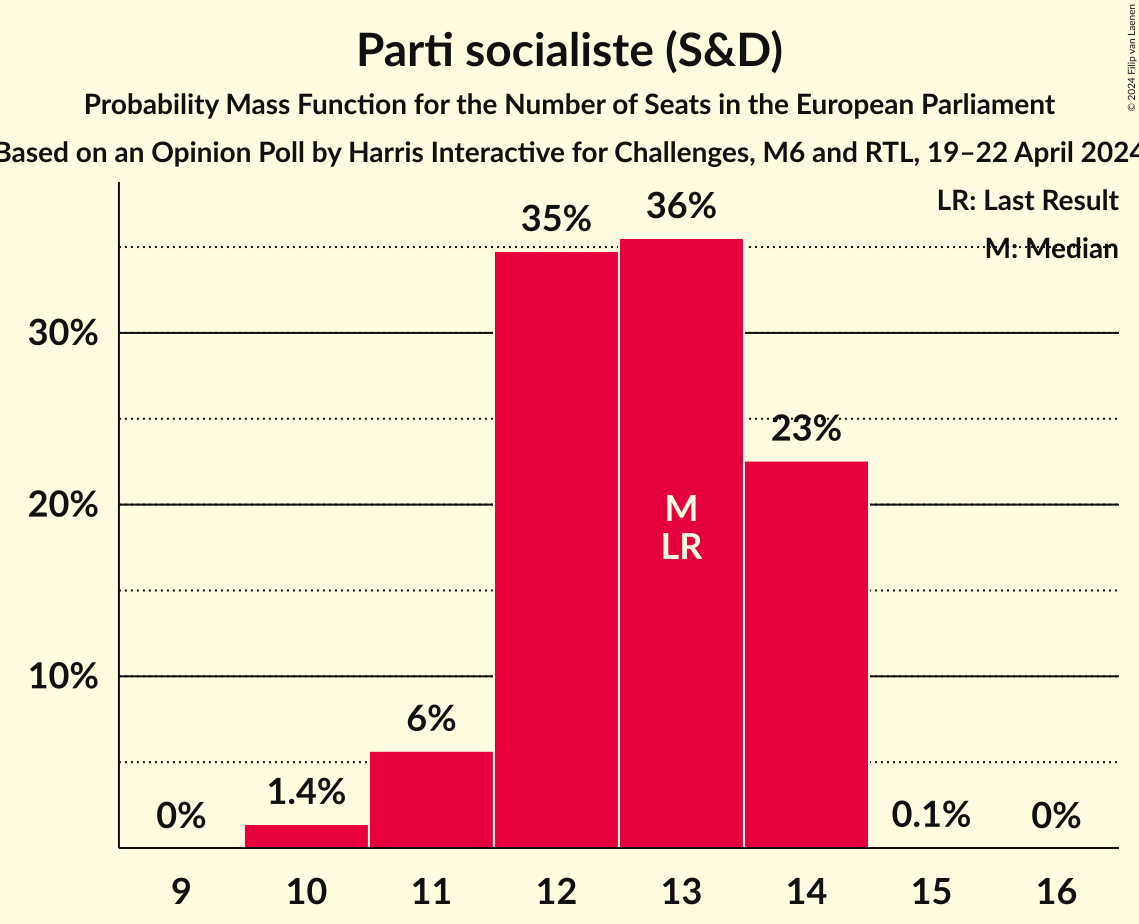 © 2024 Filip van Laenen
Parti socialiste (S&D)
Probability Mass Function for the Number of Seats in the European Parliament
Based on an Opinion Poll by Harris Interactive for Challenges, M6 and RTL, 19–22 April 2024
LR: Last Result
M: Median
35%
36%
30%
23%
20%
M
LR
10%
6%
1.4%
0%
0.1%
0%
9 10 11 12 13 14 15 16